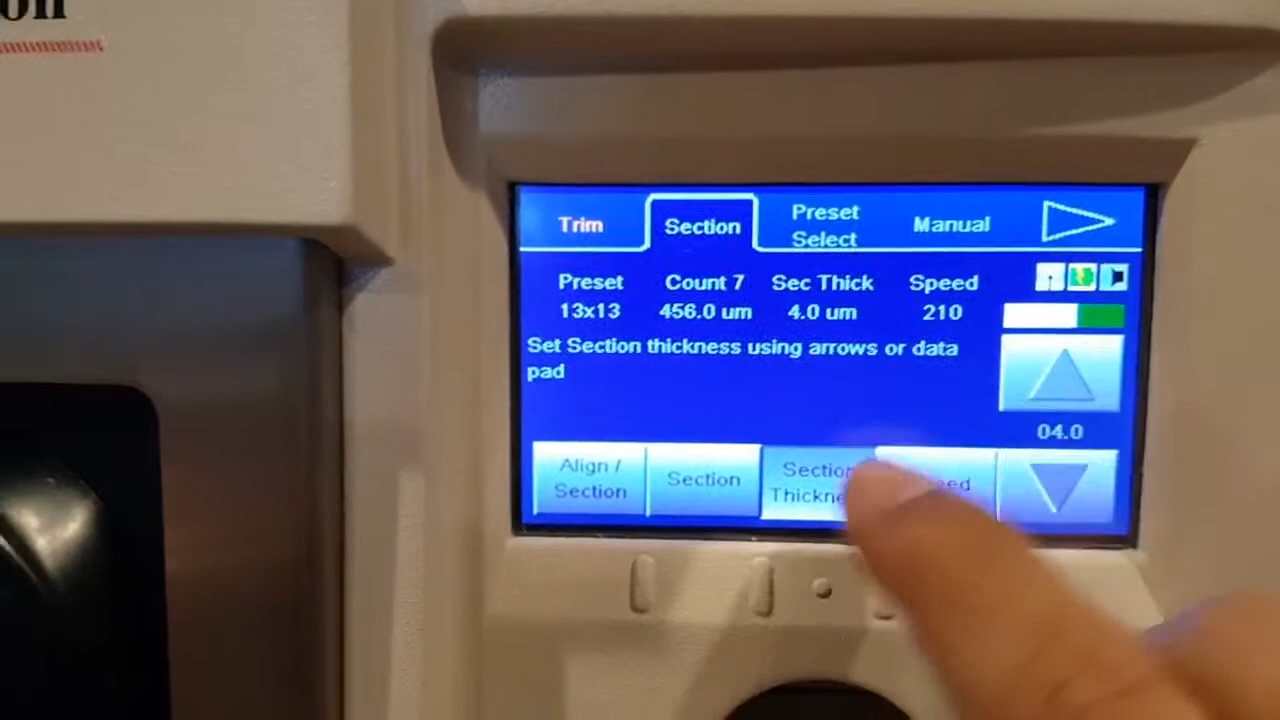 on
Trim
Section
Preset
Select
Manual
Preset
Count 7
Sec Thick
Speed
13x13
456.0 um
4.0 um
210
Set Section thickness using arrows or data
pad
04.0
Align /
Section
Section
Section